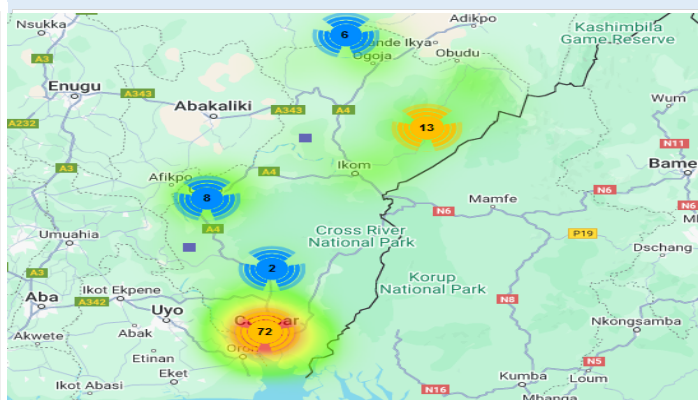 Nsukka
6
Adikpo
Kashimbila
Game Reserve
Ogoja
Obudu
A3
Enugu
A343
Abakaliki
A343
A4
Wum
A232
13
N11
A3
Afikpo
A4
Ikom
Bame
8
N6
N6
Mamfe
N6
A4
Cross River
National Park
P19
Umuahia
Dschang
2
Korup
National Park
A3
Ikot Ekpene
Aba
A342
Uyo
N8
72
Nkongsamba
Akwete
Abak
Etinan
Eket
N5
Ikot Abasi
Kumba
Loum
N16
Mbanga